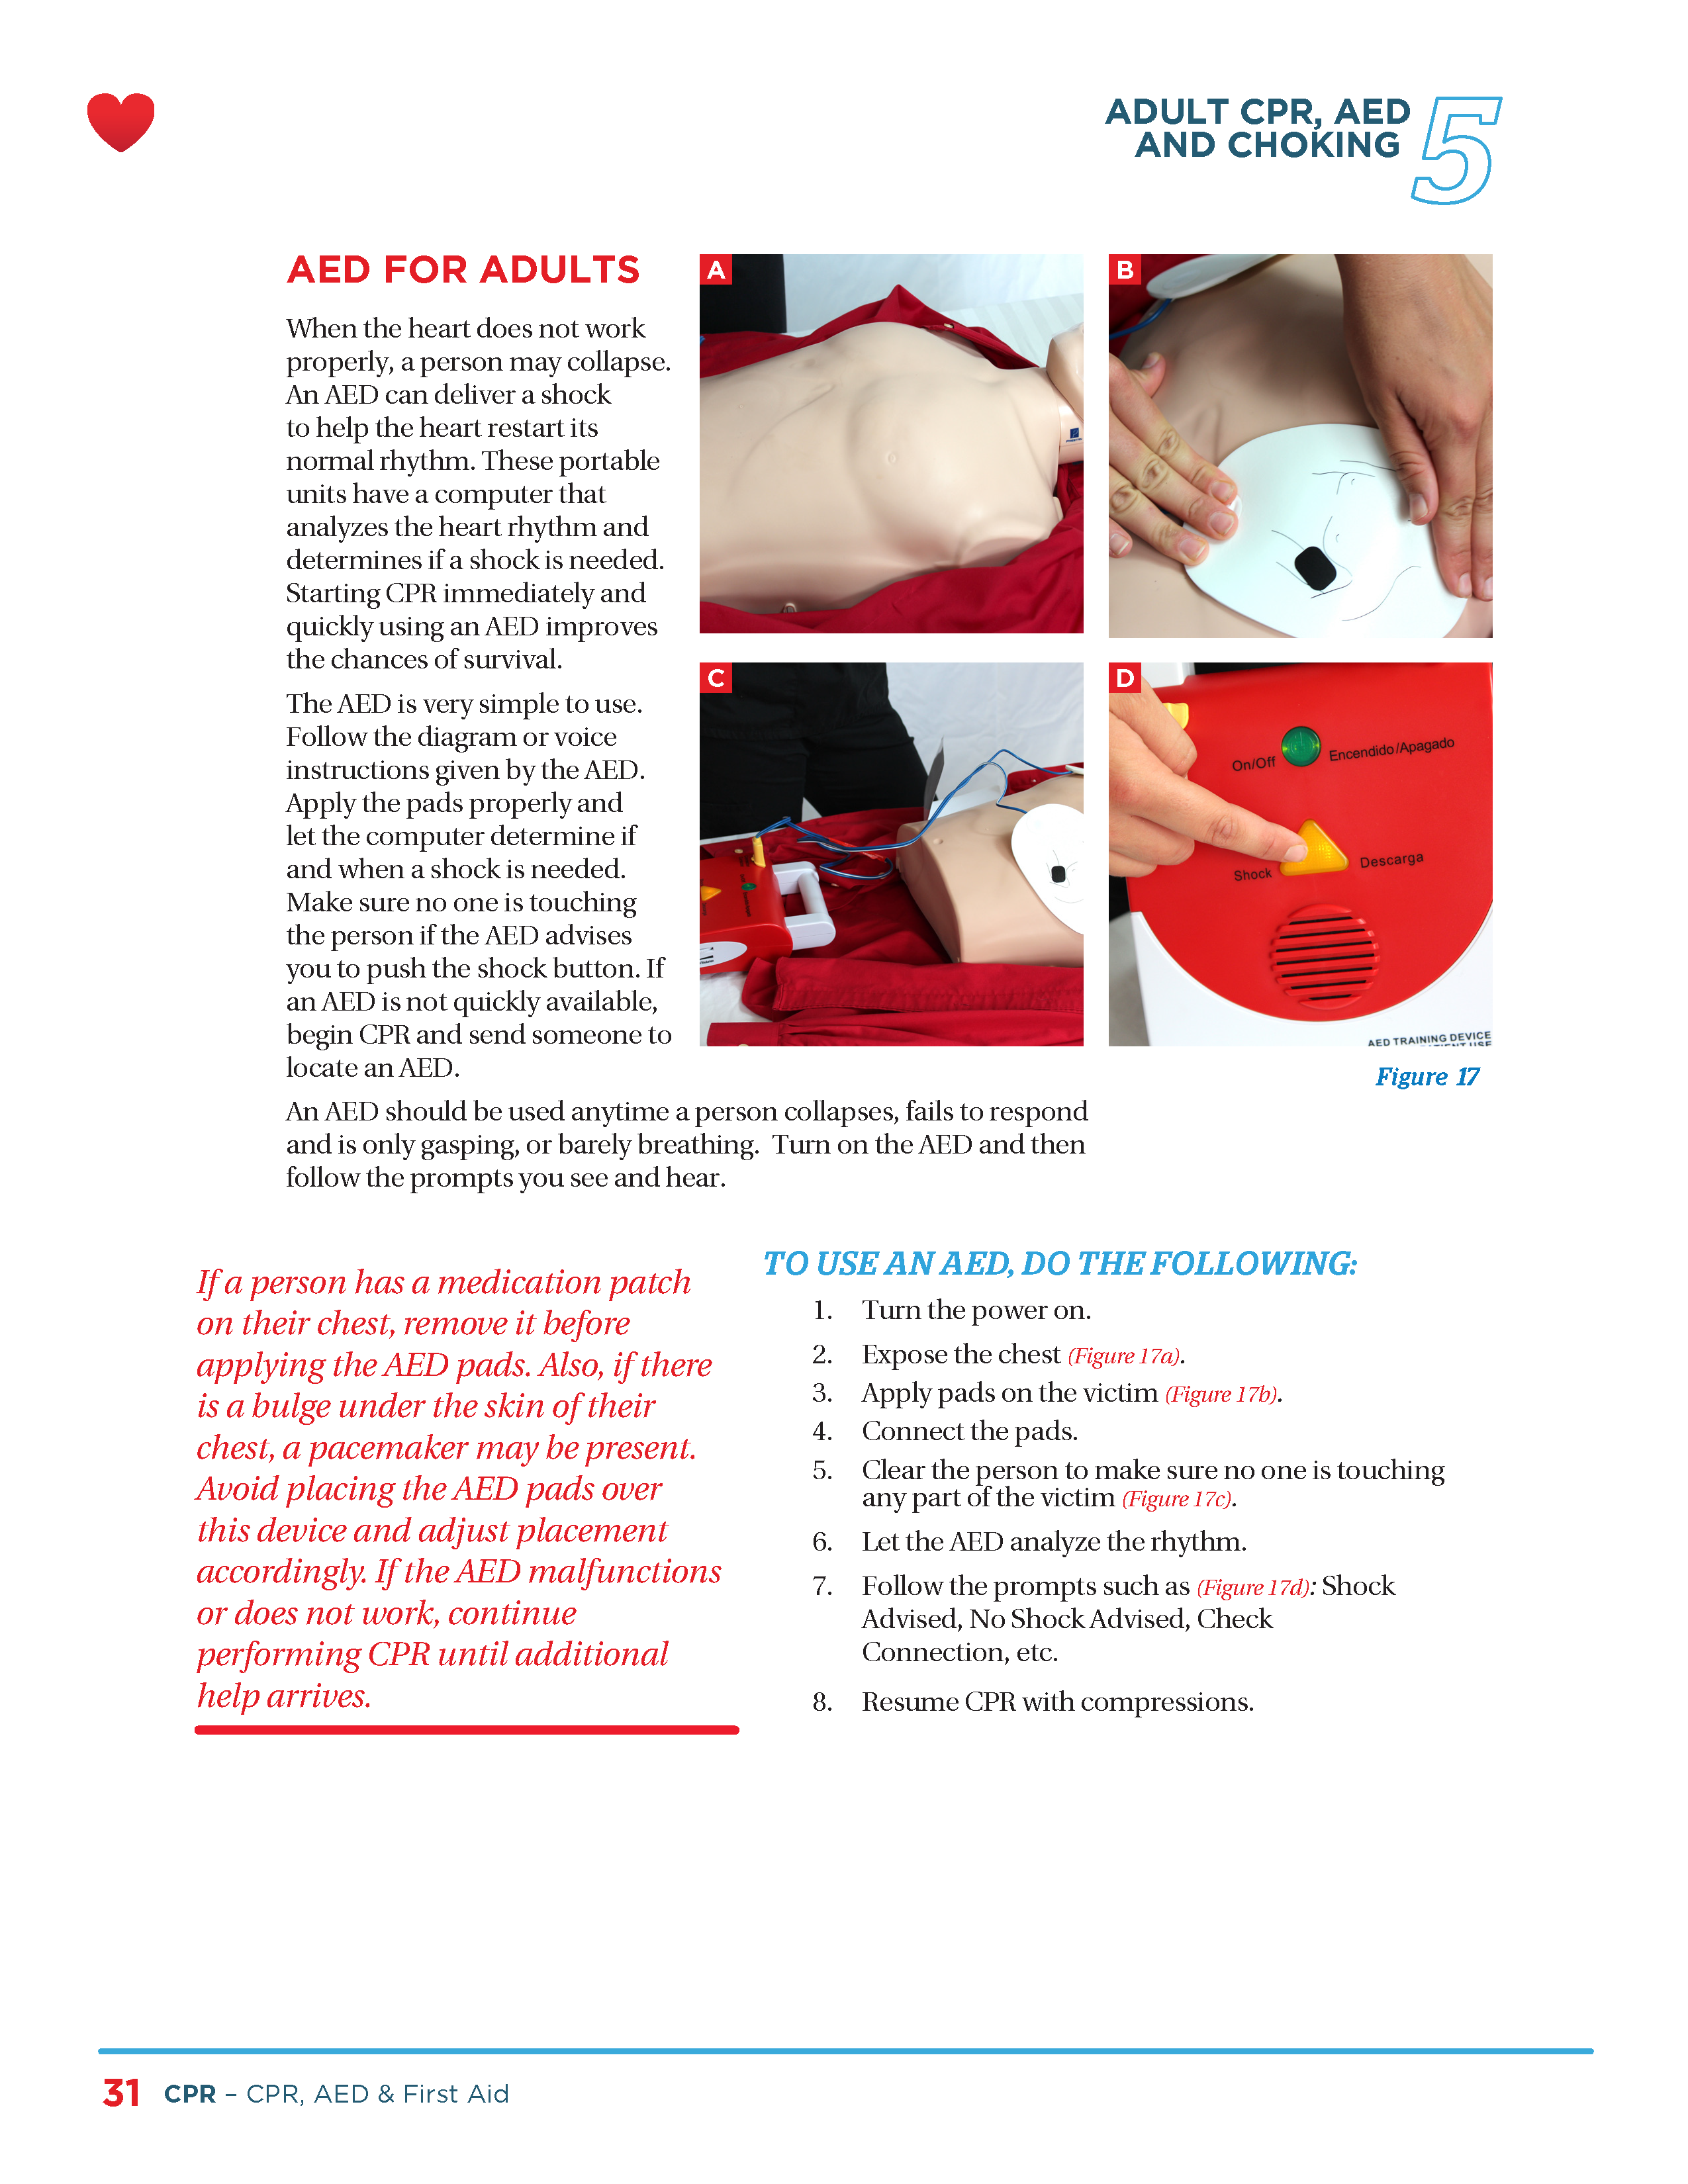 ADULT CPR, AED
AND CHOKING
5
AED FOR ADULTS
When the heart does not work
properly, a person may collapse.
An AED can deliver a shock
to help the heart restart its
normal rhythm. These portable
units have a computer that
analyzes the heart rhythm and
determines if a shock is needed.
Starting CPR immediately and
quickly using an AED improves
the chances of survival.
The AED is very simple to use.
Follow the diagram or voice
instructions given by the AED.
Apply the pads properly and
let the computer determine if
and when a shock is needed.
Make sure no one is touching
the person if the AED advises
you to push the shock button. If
an AED is not quickly available,
begin CPR and send someone to
locate an AED.
An AED should be used anytime a person collapses, fails to respond
and is only gasping, or barely breathing.  Turn on the AED and then
follow the prompts you see and hear.
A
B
C
D
On/Off
Encendido/Apagado
Shock
Descarga
AED TRAINING DEVICE
Figure 17
If a person has a medication patch
on their chest, remove it before
applying the AED pads. Also, if there
is a bulge under the skin of their
chest, a pacemaker may be present.
Avoid placing the AED pads over
this device and adjust placement
accordingly. If the AED malfunctions
or does not work, continue
performing CPR until additional
help arrives.
TO USE AN AED, DO THE FOLLOWING:
1. Turn the power on.
2. Expose the chest (Figure 17a).
3. Apply pads on the victim (Figure 17b).
4. Connect the pads.
5. Clear the person to make sure no one is touching
any part of the victim (Figure 17c).
6. Let the AED analyze the rhythm.
7. Follow the prompts such as (Figure 17d): Shock
Advised, No Shock Advised, Check
Connection, etc.
8. Resume CPR with compressions.
31 CPR – CPR, AED & First Aid